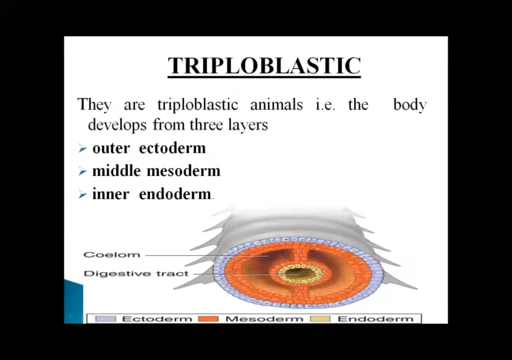 TRIPLOBLASTIC
They are triploblastic animals i.e. the body
develops from three layers
➢ outer ectoderm
➢ middle mesoderm
➢ inner endoderm.
Coelom
Digestive tract
Ectoderm Mesoderm Endoderm